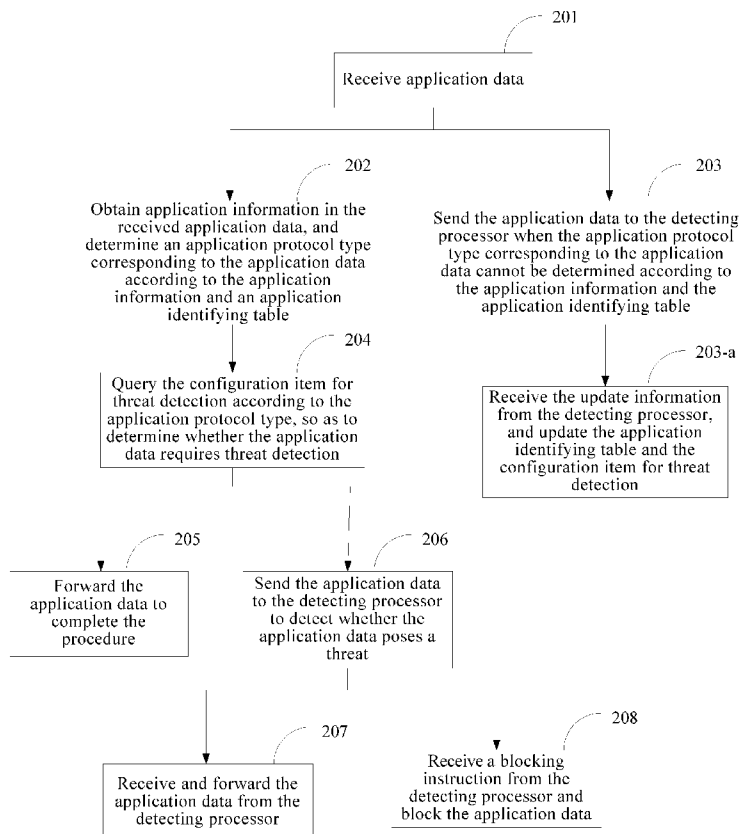 201
Receive application data
202
Obtain application information in the
received application data, and
determine an application protocol type
corresponding to the application data
according to the application
information and an application
identifying table
203
Send the application data to the detecting
processor when the application protocol
type corresponding to the application
data cannot be determined according to
the application information and the
application identifying table
204
Query the configuration item for
threat detection according to the
application protocol type, so as to
determine whether the application
data requires threat detection
203-a
Receive the update information
from the detecting processor,
and update the application
identifying table and the
configuration item for threat
detection
205
Forward the
application data to
complete the
procedure
206
Send the application data
to the detecting processor
to detect whether the
application data poses a
threat
207
Receive and forward the
application data from the
detecting processor
208
Receive a blocking
instruction from the
detecting processor and
block the application data